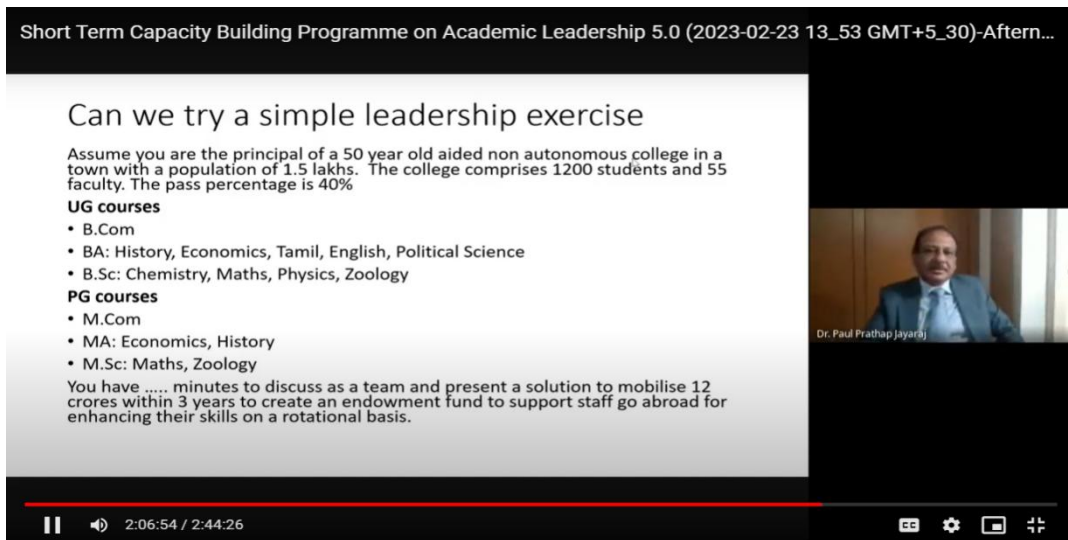 Short Term Capacity Building Programme on Academic Leadership 5.0 (2023-02-23 13_53 GMT+5_30)-Aftern...
Can we try a simple leadership exercise
Assume you are the principal of a 50 year old aided non autonomous college in a
town with a population of 1.5 lakhs. The college comprises 1200 students and 55
faculty. The pass percentage is 40%
UG courses
• B.Com
• BA: History, Economics, Tamil, English, Political Science
• B.Sc: Chemistry, Maths, Physics, Zoology
PG courses
• M.Com
• MA: Economics, History
• M.Sc: Maths, Zoology
You have ..... minutes to discuss as a team and present a solution to mobilise 12
crores within 3 years to create an endowment fund to support staff go abroad for
enhancing their skills on a rotational basis.
Dr. Paul Prathap Jayaraj
2:06:54 / 2:44:26
CC